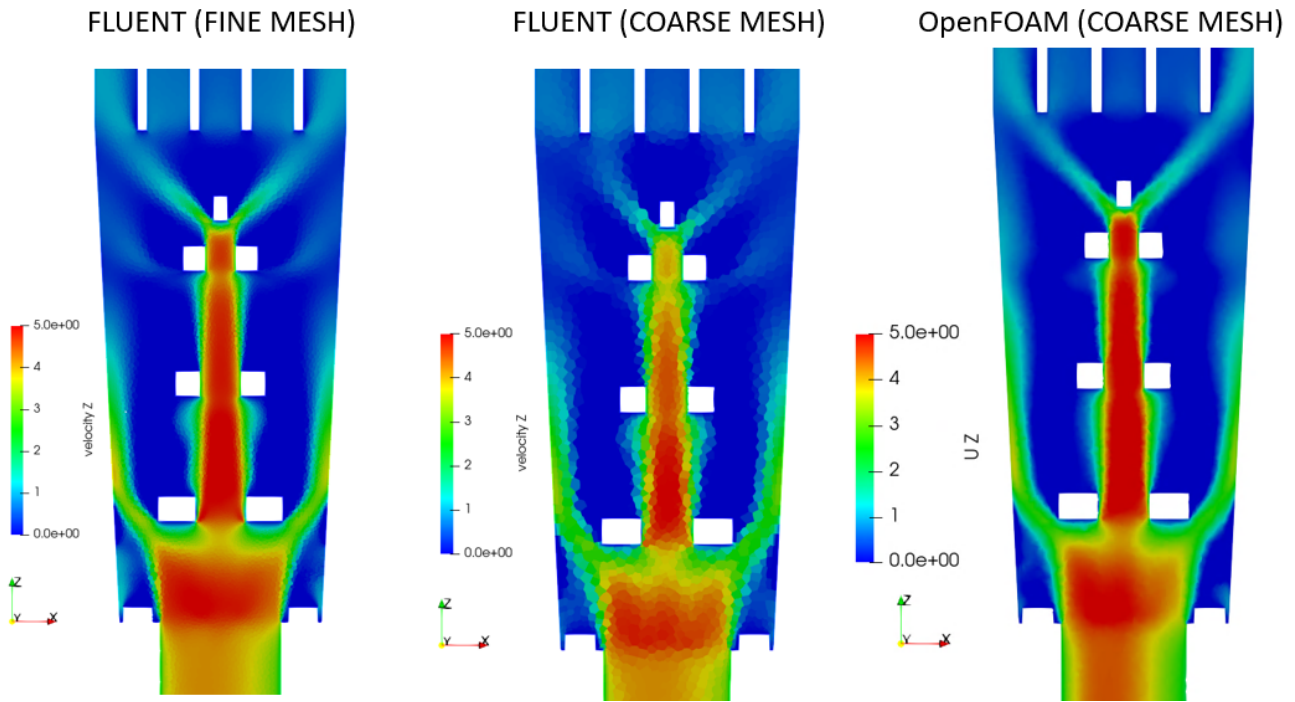 FLUENT (FINE MESH)
FLUENT (COARSE MESH)
OpenFOAM (COARSE MESH)
5.0e+00
4
3
2
1
0.0e+00
velocity Z
Z
Y
X
5.0e+00
4
3
2
1
0.0e+00
velocity Z
Z
Y
X
5.0e+00
4
3
2
1
0.0e+00
U Z
Z
Y
X